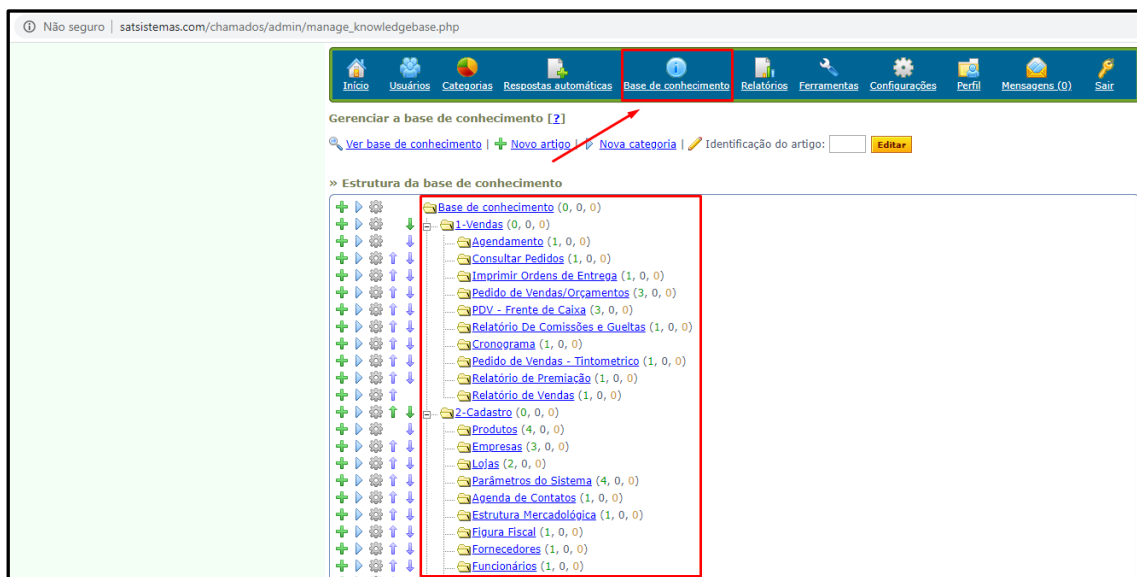 Não seguro | satsistemas.com/chamados/admin/manage_knowledgebase.php
Início Usuários Categorias Respostas automáticas Base de conhecimento Relatórios Ferramentas Configurações Perfil Mensagens (0) Sair
Gerenciar a base de conhecimento [?]
Ver base de conhecimento | Novo artigo | Nova categoria | Identificação do artigo: Editar
» Estrutura da base de conhecimento
Base de conhecimento (0, 0, 0)
1-Vendas (0, 0, 0)
Agendamento (1, 0, 0)
Consultar Pedidos (1, 0, 0)
Imprimir Ordens de Entrega (1, 0, 0)
Pedido de Vendas/Orçamentos (3, 0, 0)
PDV - Frente de Caixa (3, 0, 0)
Relatório De Comissões e Gueltas (1, 0, 0)
Cronograma (1, 0, 0)
Pedido de Vendas - Tintometrico (1, 0, 0)
Relatório de Premiação (1, 0, 0)
Relatório de Vendas (1, 0, 0)
2-Cadastro (0, 0, 0)
Produtos (4, 0, 0)
Empresas (3, 0, 0)
Lojas (2, 0, 0)
Parâmetros do Sistema (4, 0, 0)
Agenda de Contatos (1, 0, 0)
Estrutura Mercadológica (1, 0, 0)
Figura Fiscal (1, 0, 0)
Fornecedores (1, 0, 0)
Funcionários (1, 0, 0)